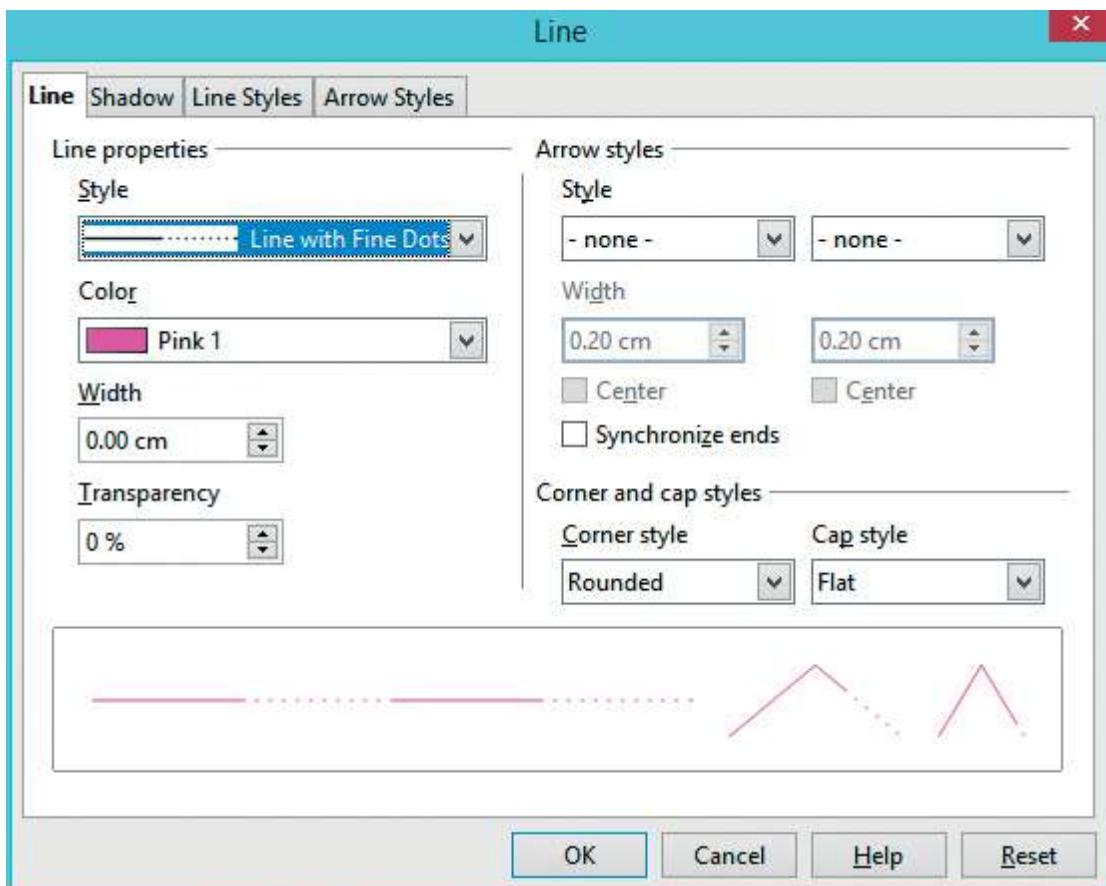 Line
Line Shadow Line Styles Arrow Styles
Line properties
Style
Line with Fine Dots
Color
Pink 1
Width
0.00 cm
Transparency
0 %
Arrow styles
Style
- none - - none -
Width
0.20 cm 0.20 cm
Center Center
Synchronize ends
Corner and cap styles
Corner style Cap style
Rounded Flat
OK Cancel Help Reset